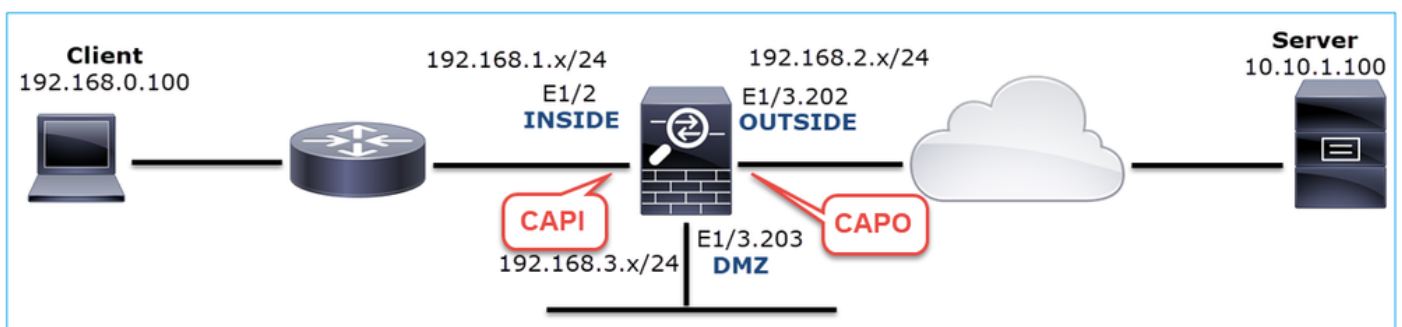 Client
192.168.0.100
192.168.1.x/24
E1/2
INSIDE
192.168.2.x/24
E1/3.202
OUTSIDE
Server
10.10.1.100
CAPI
CAPO
E1/3.203
192.168.3.x/24
DMZ